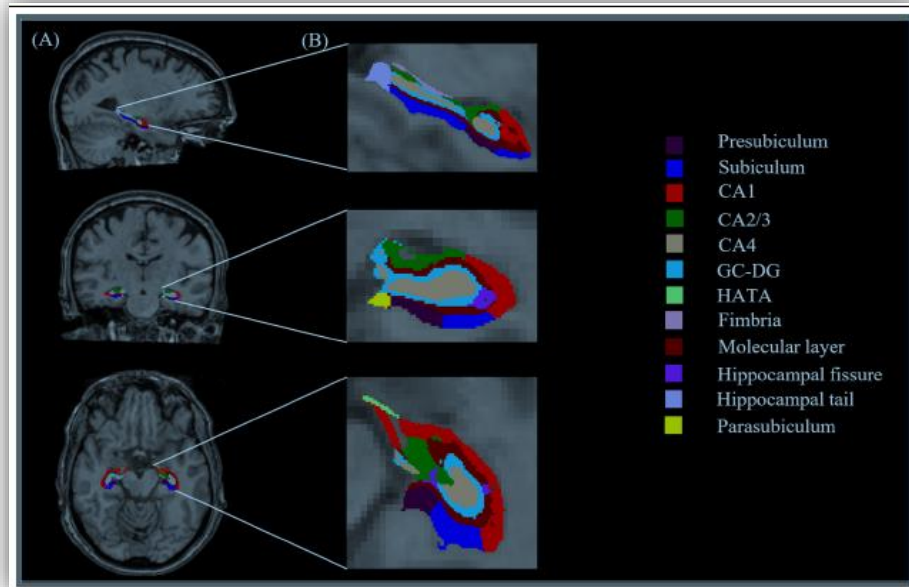 (A)
(B)
Presubiculum
Subiculum
CA1
CA2/3
CA4
GC-DG
HATA
Fimbria
Molecular layer
Hippocampal fissure
Hippocampal tail
Parasubiculum